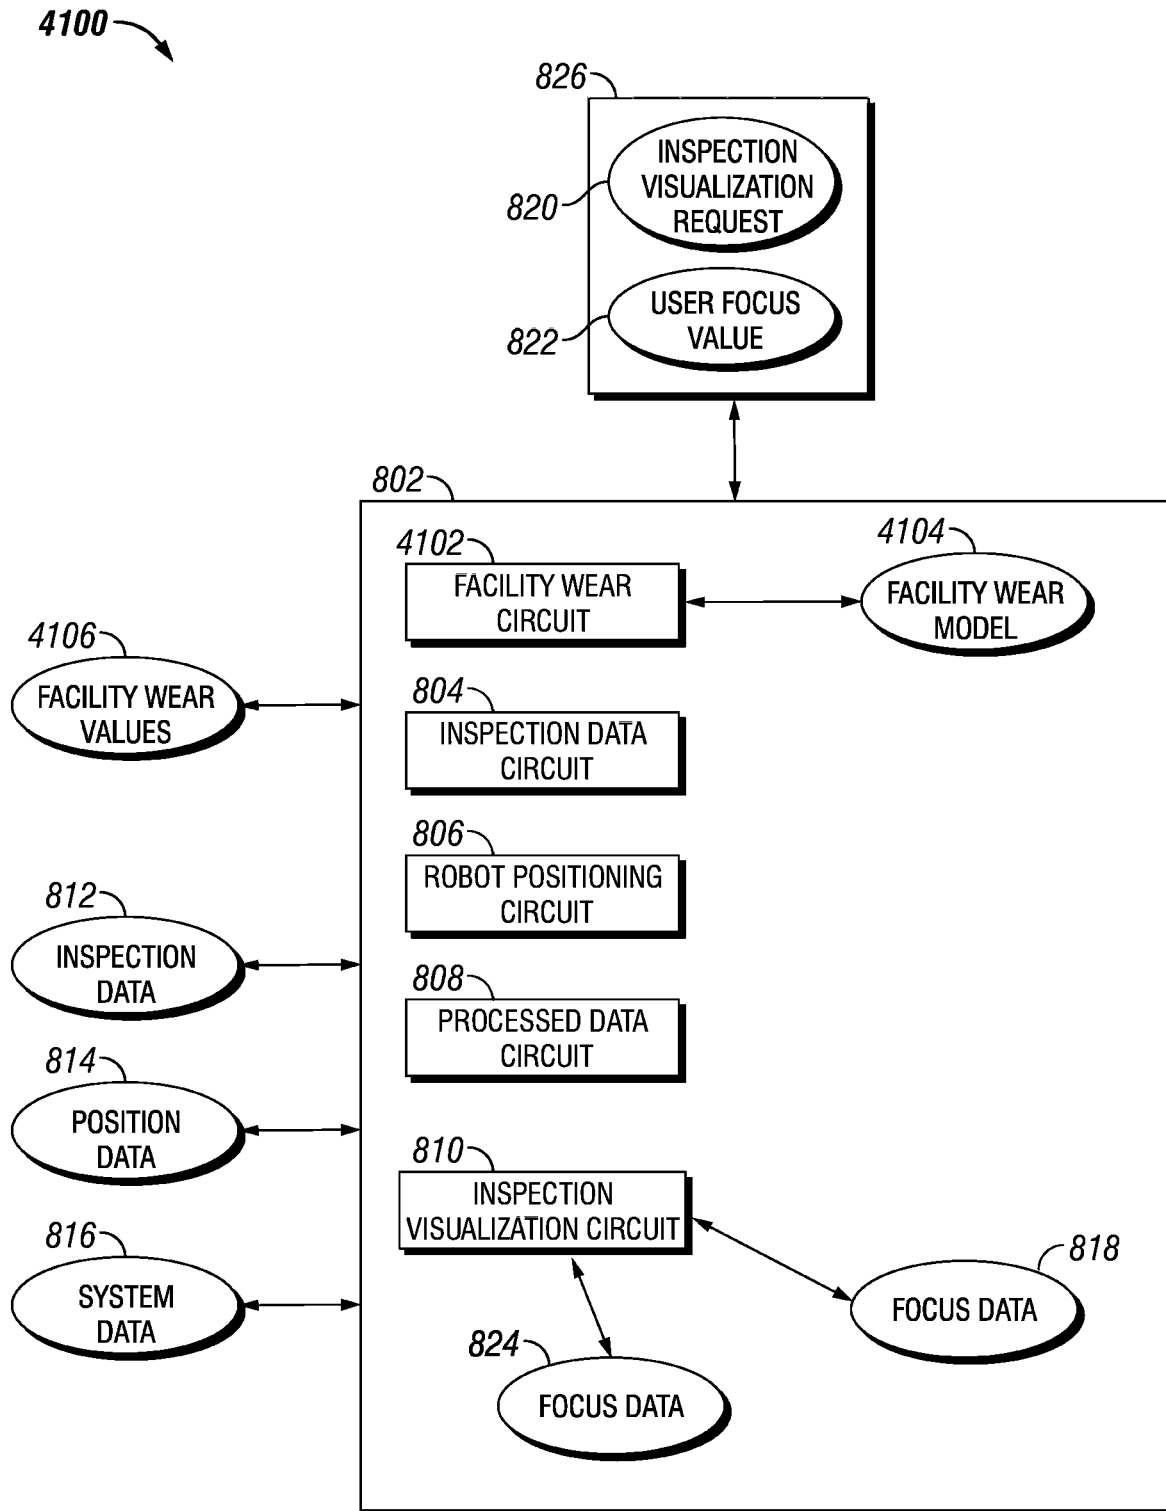 4100
826
INSPECTION
VISUALIZATION
REQUEST
820
USER FOCUS
VALUE
822
802
4102
FACILITY WEAR
CIRCUIT
4104
FACILITY WEAR
MODEL
4106
FACILITY WEAR
VALUES
804
INSPECTION DATA
CIRCUIT
806
ROBOT POSITIONING
CIRCUIT
812
INSPECTION
DATA
808
PROCESSED DATA
CIRCUIT
814
POSITION
DATA
810
INSPECTION
VISUALIZATION CIRCUIT
816
SYSTEM
DATA
818
FOCUS DATA
824
FOCUS DATA